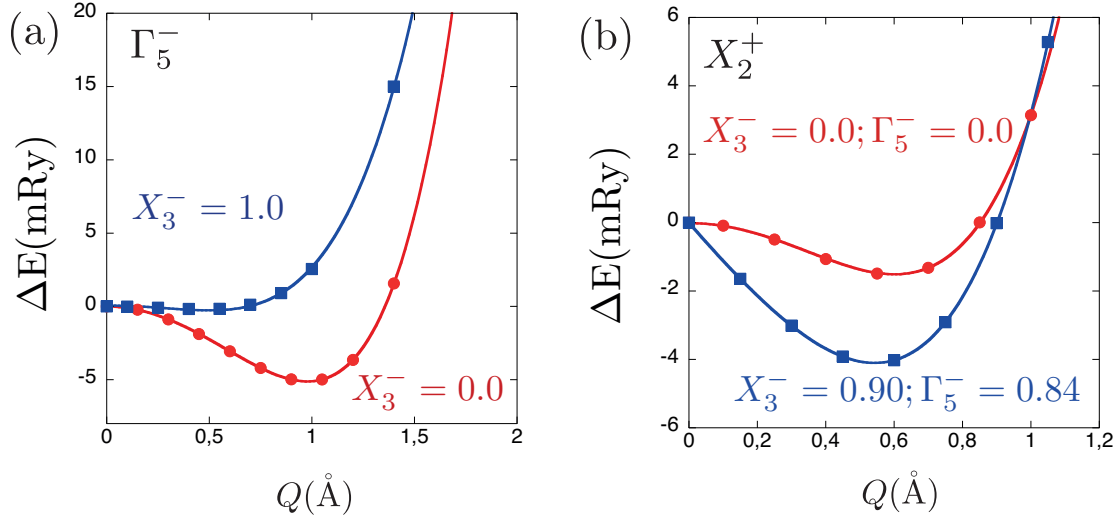 (a)
Γ₅⁻
ΔE(mRy)
20
15
10
5
0
-5
X₃⁻ = 1.0
X₃⁻ = 0.0
0 0,5 1 1,5 2
Q(Å)
(b)
X₂⁺
ΔE(mRy)
6
4
2
0
-2
-4
-6
X₃⁻ = 0.0; Γ₅⁻ = 0.0
X₃⁻ = 0.90; Γ₅⁻ = 0.84
0 0,2 0,4 0,6 0,8 1 1,2
Q(Å)